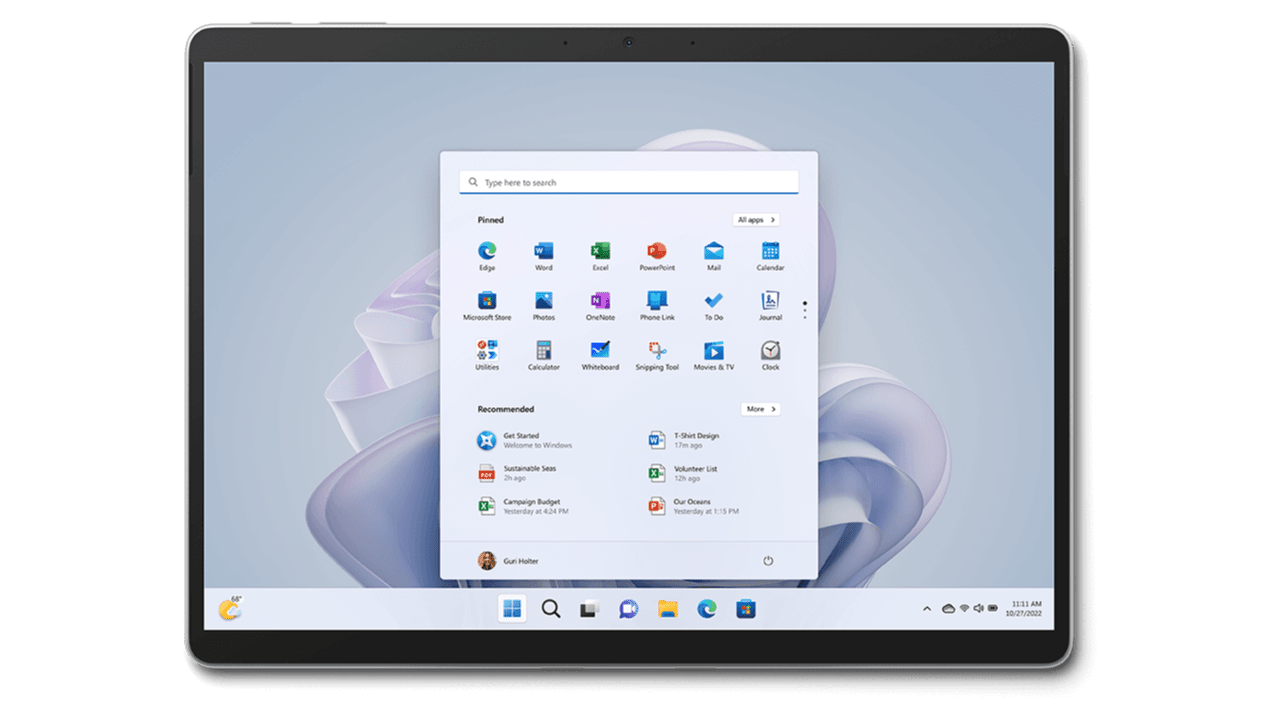 Type here to search
Pinned
All apps
Edge
Word
Excel
PowerPoint
Mail
Calendar
Microsoft Store
Photos
OneNote
Phone Link
To Do
Journal
Utilities
Calculator
Whiteboard
Snipping Tool
Movies & TV
Clock
Recommended
More
Get Started
Welcome to Windows
T-Shirt Design
17m ago
Sustainable Seas
2h ago
Volunteer List
12h ago
Campaign Budget
Yesterday at 4:24 PM
Our Oceans
Yesterday at 1:15 PM
Guri Holter
68°
11:11 AM
10/27/2022